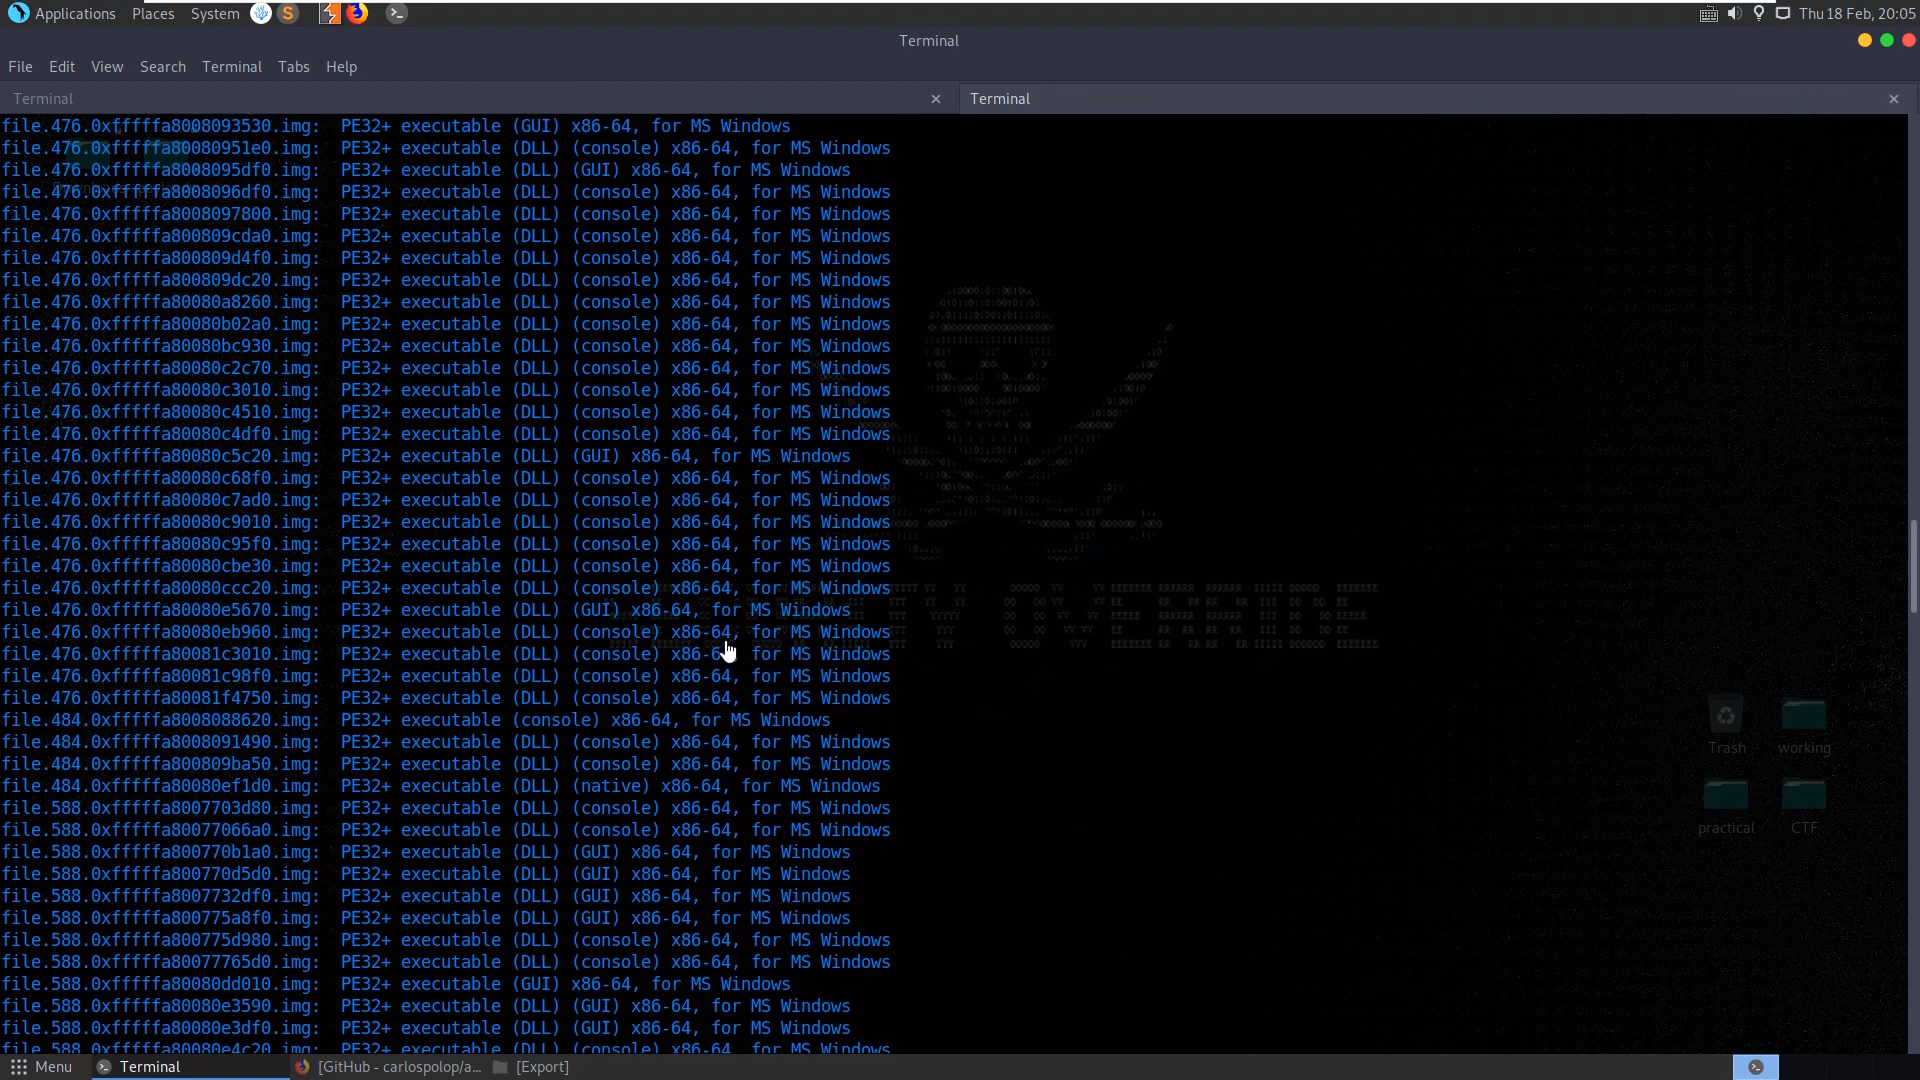 Applications Places System Thu 18 Feb, 20:05
Terminal
File Edit View Search Terminal Tabs Help
Terminal × Terminal ×
file.476.0xfffffa8008093530.img: PE32+ executable (GUI) x86-64, for MS Windows
file.476.0xfffffa80080951e0.img: PE32+ executable (DLL) (console) x86-64, for MS Windows
file.476.0xfffffa8008095df0.img: PE32+ executable (DLL) (GUI) x86-64, for MS Windows
file.476.0xfffffa8008096df0.img: PE32+ executable (DLL) (console) x86-64, for MS Windows
file.476.0xfffffa8008097800.img: PE32+ executable (DLL) (console) x86-64, for MS Windows
file.476.0xfffffa800809cda0.img: PE32+ executable (DLL) (console) x86-64, for MS Windows
file.476.0xfffffa800809d4f0.img: PE32+ executable (DLL) (console) x86-64, for MS Windows
file.476.0xfffffa800809dc20.img: PE32+ executable (DLL) (console) x86-64, for MS Windows
file.476.0xfffffa80080a8260.img: PE32+ executable (DLL) (console) x86-64, for MS Windows
file.476.0xfffffa80080b02a0.img: PE32+ executable (DLL) (console) x86-64, for MS Windows
file.476.0xfffffa80080bc930.img: PE32+ executable (DLL) (console) x86-64, for MS Windows
file.476.0xfffffa80080c2c70.img: PE32+ executable (DLL) (console) x86-64, for MS Windows
file.476.0xfffffa80080c3010.img: PE32+ executable (DLL) (console) x86-64, for MS Windows
file.476.0xfffffa80080c4510.img: PE32+ executable (DLL) (console) x86-64, for MS Windows
file.476.0xfffffa80080c4df0.img: PE32+ executable (DLL) (console) x86-64, for MS Windows
file.476.0xfffffa80080c5c20.img: PE32+ executable (DLL) (GUI) x86-64, for MS Windows
file.476.0xfffffa80080c68f0.img: PE32+ executable (DLL) (console) x86-64, for MS Windows
file.476.0xfffffa80080c7ad0.img: PE32+ executable (DLL) (console) x86-64, for MS Windows
file.476.0xfffffa80080c9010.img: PE32+ executable (DLL) (console) x86-64, for MS Windows
file.476.0xfffffa80080c95f0.img: PE32+ executable (DLL) (console) x86-64, for MS Windows
file.476.0xfffffa80080cbe30.img: PE32+ executable (DLL) (console) x86-64, for MS Windows
file.476.0xfffffa80080ccc20.img: PE32+ executable (DLL) (console) x86-64, for MS Windows
file.476.0xfffffa80080e5670.img: PE32+ executable (DLL) (GUI) x86-64, for MS Windows
file.476.0xfffffa80080eb960.img: PE32+ executable (DLL) (console) x86-64, for MS Windows
file.476.0xfffffa80081c3010.img: PE32+ executable (DLL) (console) x86-64, for MS Windows
file.476.0xfffffa80081c98f0.img: PE32+ executable (DLL) (console) x86-64, for MS Windows
file.476.0xfffffa80081f4750.img: PE32+ executable (DLL) (console) x86-64, for MS Windows
file.484.0xfffffa8008088620.img: PE32+ executable (console) x86-64, for MS Windows
file.484.0xfffffa8008091490.img: PE32+ executable (DLL) (console) x86-64, for MS Windows
file.484.0xfffffa800809ba50.img: PE32+ executable (DLL) (console) x86-64, for MS Windows
file.484.0xfffffa80080ef1d0.img: PE32+ executable (DLL) (native) x86-64, for MS Windows
file.588.0xfffffa8007703d80.img: PE32+ executable (DLL) (console) x86-64, for MS Windows
file.588.0xfffffa80077066a0.img: PE32+ executable (DLL) (console) x86-64, for MS Windows
file.588.0xfffffa800770b1a0.img: PE32+ executable (DLL) (GUI) x86-64, for MS Windows
file.588.0xfffffa800770d5d0.img: PE32+ executable (DLL) (GUI) x86-64, for MS Windows
file.588.0xfffffa8007732df0.img: PE32+ executable (DLL) (GUI) x86-64, for MS Windows
file.588.0xfffffa800775a8f0.img: PE32+ executable (DLL) (GUI) x86-64, for MS Windows
file.588.0xfffffa800775d980.img: PE32+ executable (DLL) (console) x86-64, for MS Windows
file.588.0xfffffa80077765d0.img: PE32+ executable (DLL) (console) x86-64, for MS Windows
file.588.0xfffffa80080dd010.img: PE32+ executable (GUI) x86-64, for MS Windows
file.588.0xfffffa80080e3590.img: PE32+ executable (DLL) (GUI) x86-64, for MS Windows
file.588.0xfffffa80080e3df0.img: PE32+ executable (DLL) (GUI) x86-64, for MS Windows
file.588.0xfffffa80080e4c20.img: PE32+ executable (DLL) (console) x86-64, for MS Windows
OVERRIDE
Trash working
practical CTF
Menu Terminal [GitHub - carlospolop/a... [Export]